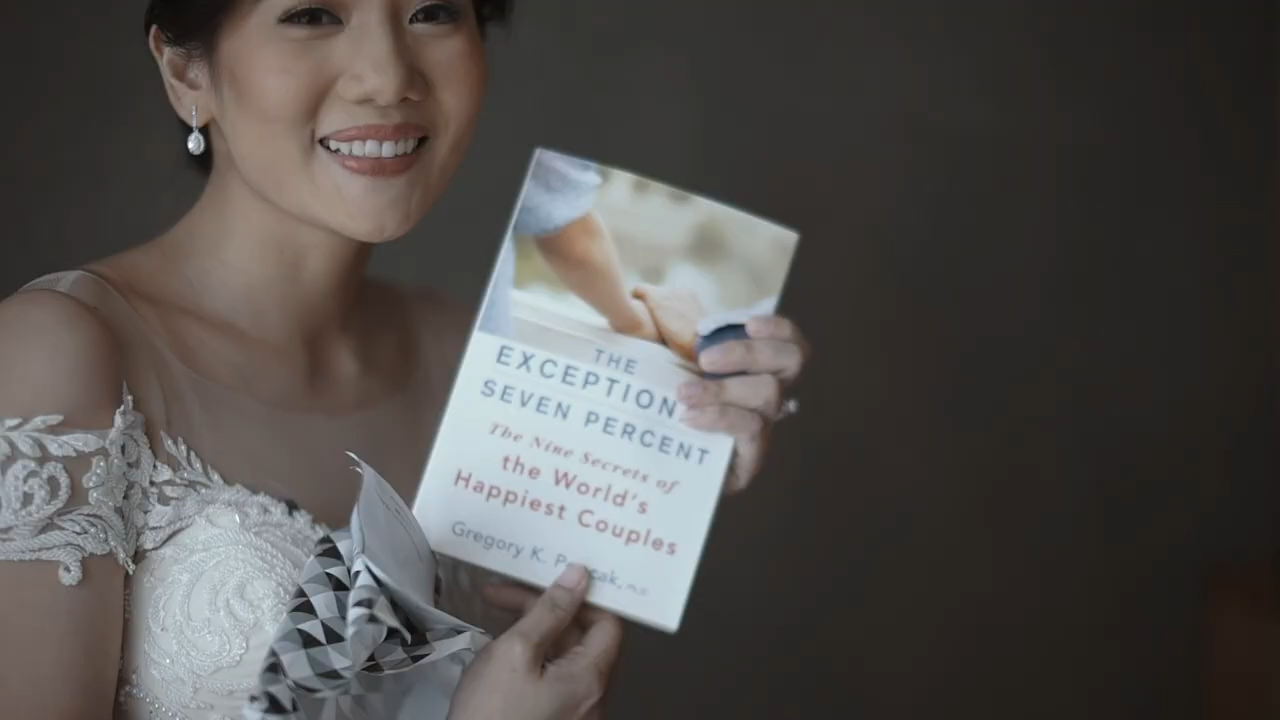 THE
EXCEPTION
SEVEN PERCENT
The Nine Secrets of
the World's
Happiest Couples
Gregory K.